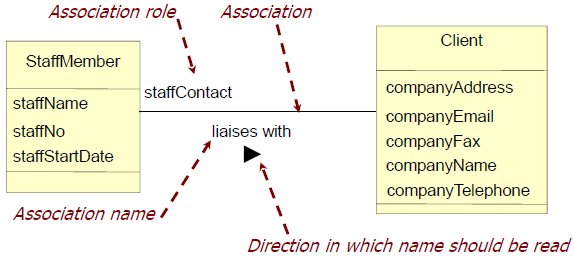 Association role
Association
StaffMember
staffName
staffNo
staffStartDate
staffContact
liaises with
Client
companyAddress
companyEmail
companyFax
companyName
companyTelephone
Association name
Direction in which name should be read